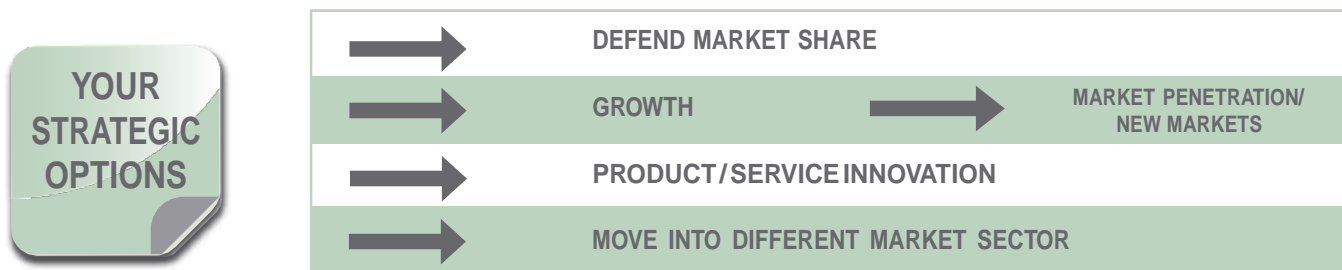 YOUR
STRATEGIC
OPTIONS
DEFEND MARKET SHARE
GROWTH
MARKET PENETRATION/
NEW MARKETS
PRODUCT/SERVICE INNOVATION
MOVE INTO DIFFERENT MARKET SECTOR